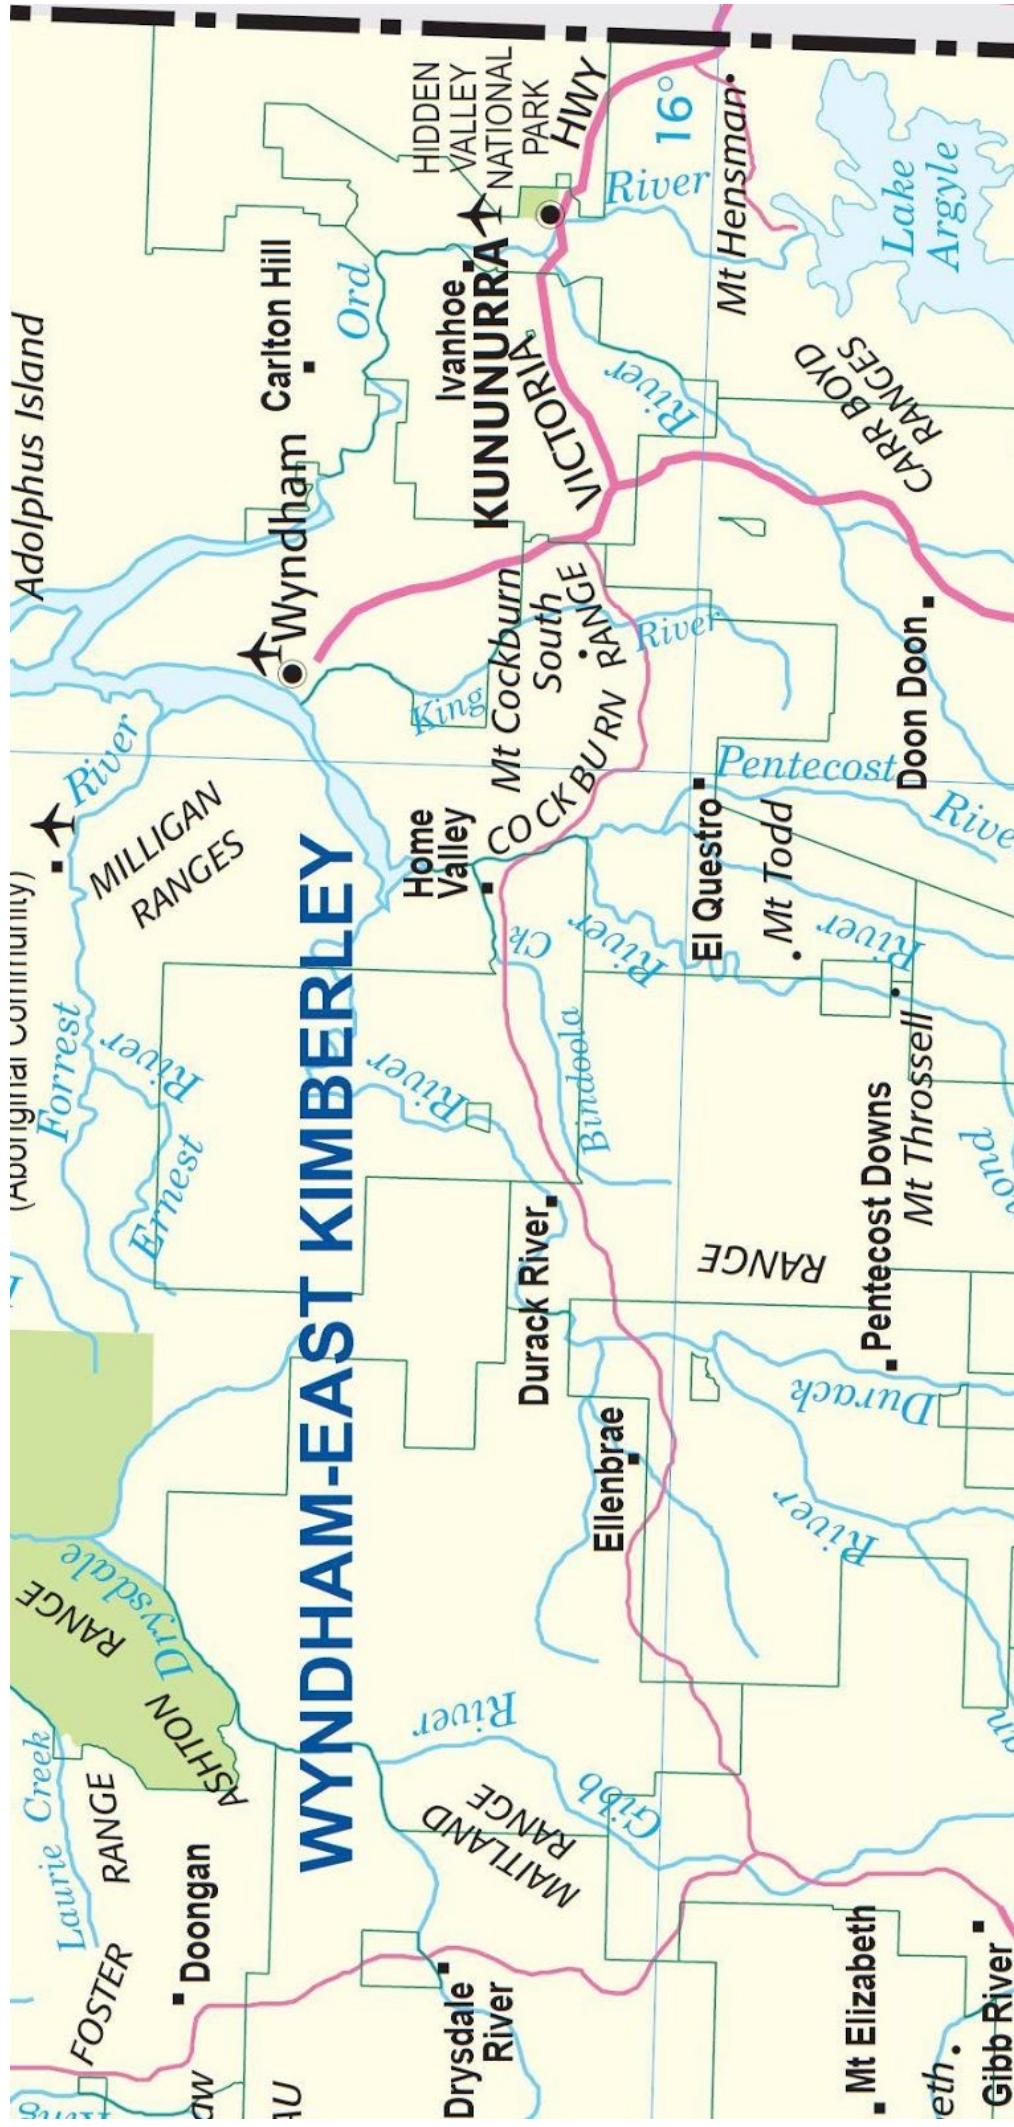 Adolphus Island
Carlton Hill
Ord
Wyndham
HIDDEN
VALLEY
NATIONAL
PARK
HWY
16°
River
Mt Hensman
Lake
Argyle
Ivanhoe
KUNUNURRA
VICTORIA
River
CARR BOYD
RANGES
Mt Cockburn
South
COCKBURN RANGE
River
King
Doon Doon
River
MILLIGAN
RANGES
Home
Valley
Pentecost
El Questro
Mt Todd
River
River
(Aboriginal Community)
Forrest
River
Ernest
WYNDHAM-EAST KIMBERLEY
River
Ck
Bindoola
Mt Throssell
Pentecost Downs
RANGE
Durack River
Durack
River
Ellenbrae
Drysdale
RANGE
ASHTON
River
Gibb
MAITLAND
RANGE
Laurie Creek
RANGE
FOSTER
Doongan
Drysdale
River
Mt Elizabeth
Gibb River